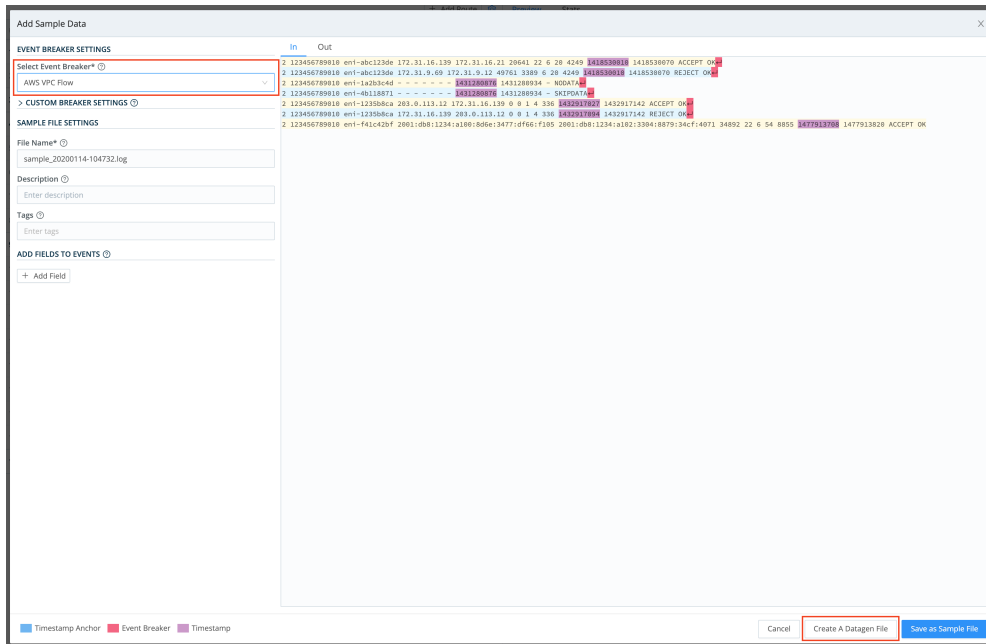 + Add Route
Preview
Stats
Add Sample Data
X
EVENT BREAKER SETTINGS
Select Event Breaker*
AWS VPC Flow
> CUSTOM BREAKER SETTINGS
SAMPLE FILE SETTINGS
File Name*
sample_20200114-104732.log
Description
Enter description
Tags
Enter tags
ADD FIELDS TO EVENTS
+ Add Field
In Out
2 123456789010 eni-abc123de 172.31.16.139 172.31.16.21 20641 22 6 20 4249 1418530010 1418530070 ACCEPT OK
2 123456789010 eni-abc123de 172.31.9.69 172.31.9.12 49761 3389 6 20 4249 1418530010 1418530070 REJECT OK
2 123456789010 eni-1a2b3c4d - - - - - - - 1431280876 1431280934 - NODATA
2 123456789010 eni-4b118871 - - - - - - - 1431280876 1431280934 - SKIPDATA
2 123456789010 eni-1235b8ca 203.0.113.12 172.31.16.139 0 0 1 4 336 1432917027 1432917142 ACCEPT OK
2 123456789010 eni-1235b8ca 172.31.16.139 203.0.113.12 0 0 1 4 336 1432917094 1432917142 REJECT OK
2 123456789010 eni-f41c42bf 2001:db8:1234:a100:8d6e:3477:df66:f105 2001:db8:1234:a102:3304:8879:34cf:4071 34892 22 6 54 8855 1477913708 1477913820 ACCEPT OK
Timestamp Anchor Event Breaker Timestamp
Cancel Create A Datagen File Save as Sample File